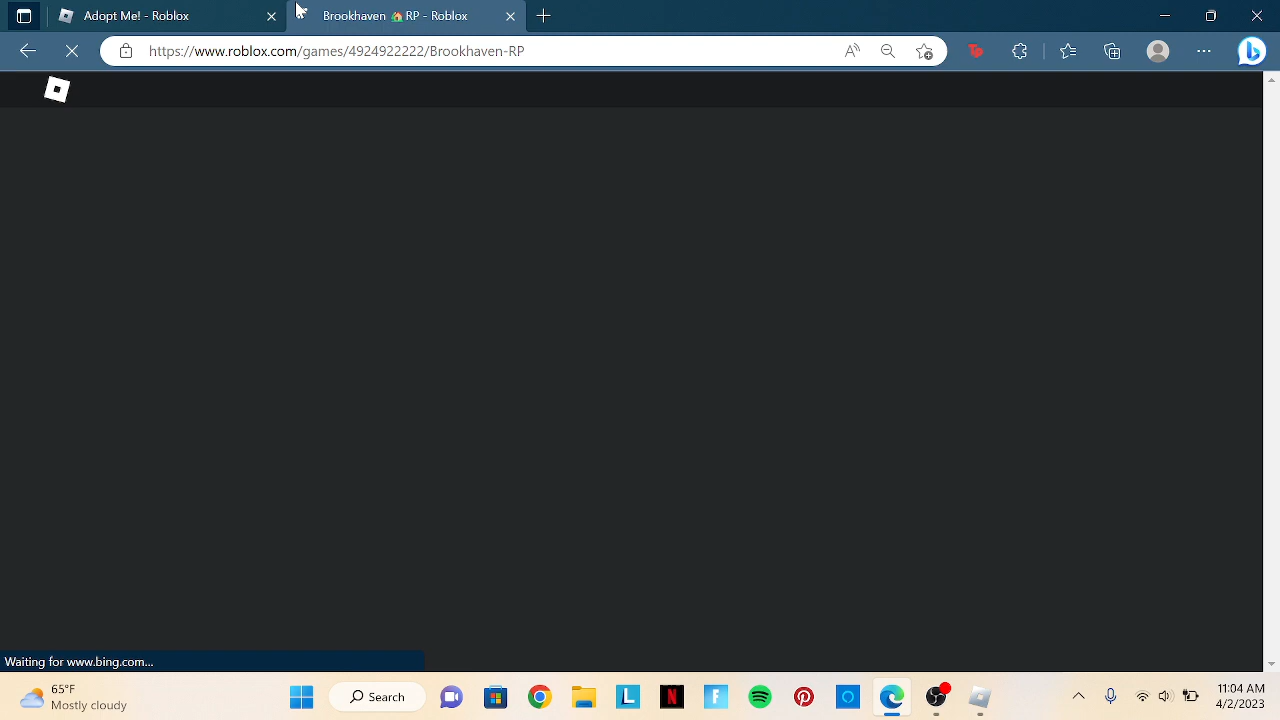 Adopt Me! - Roblox
Brookhaven 🏠RP - Roblox
https://www.roblox.com/games/4924922222/Brookhaven-RP
Waiting for www.bing.com...
65°F
Mostly cloudy
Search
11:04 AM
4/2/2023